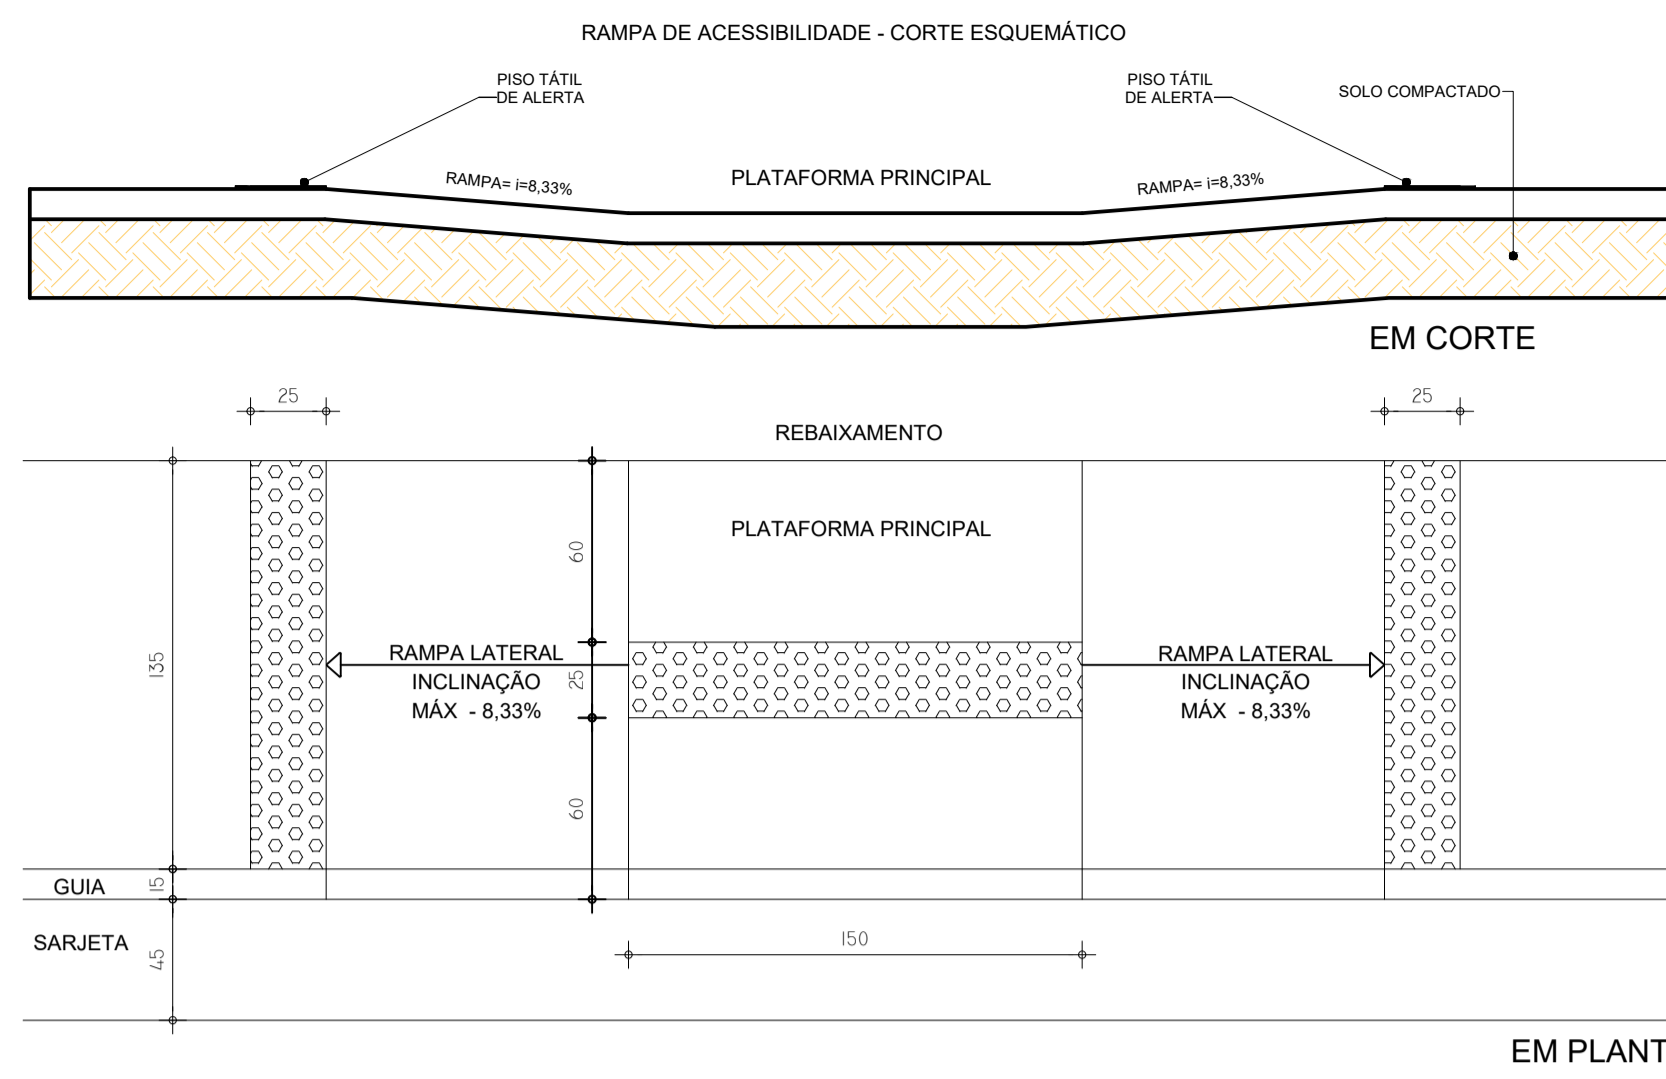 RAMPA DE ACESSIBILIDADE - CORTE ESQUEMÁTICO
PISO TÁTIL
DE ALERTA
PISO TÁTIL
DE ALERTA
SOLO COMPACTADO
RAMPA= i=8,33%
PLATAFORMA PRINCIPAL
RAMPA= i=8,33%
EM CORTE
25
25
REBAIXAMENTO
PLATAFORMA PRINCIPAL
60
135
RAMPA LATERAL
INCLINAÇÃO
MÁX - 8,33%
25
RAMPA LATERAL
INCLINAÇÃO
MÁX - 8,33%
60
GUIA
15
SARJETA
45
150
EM PLANT